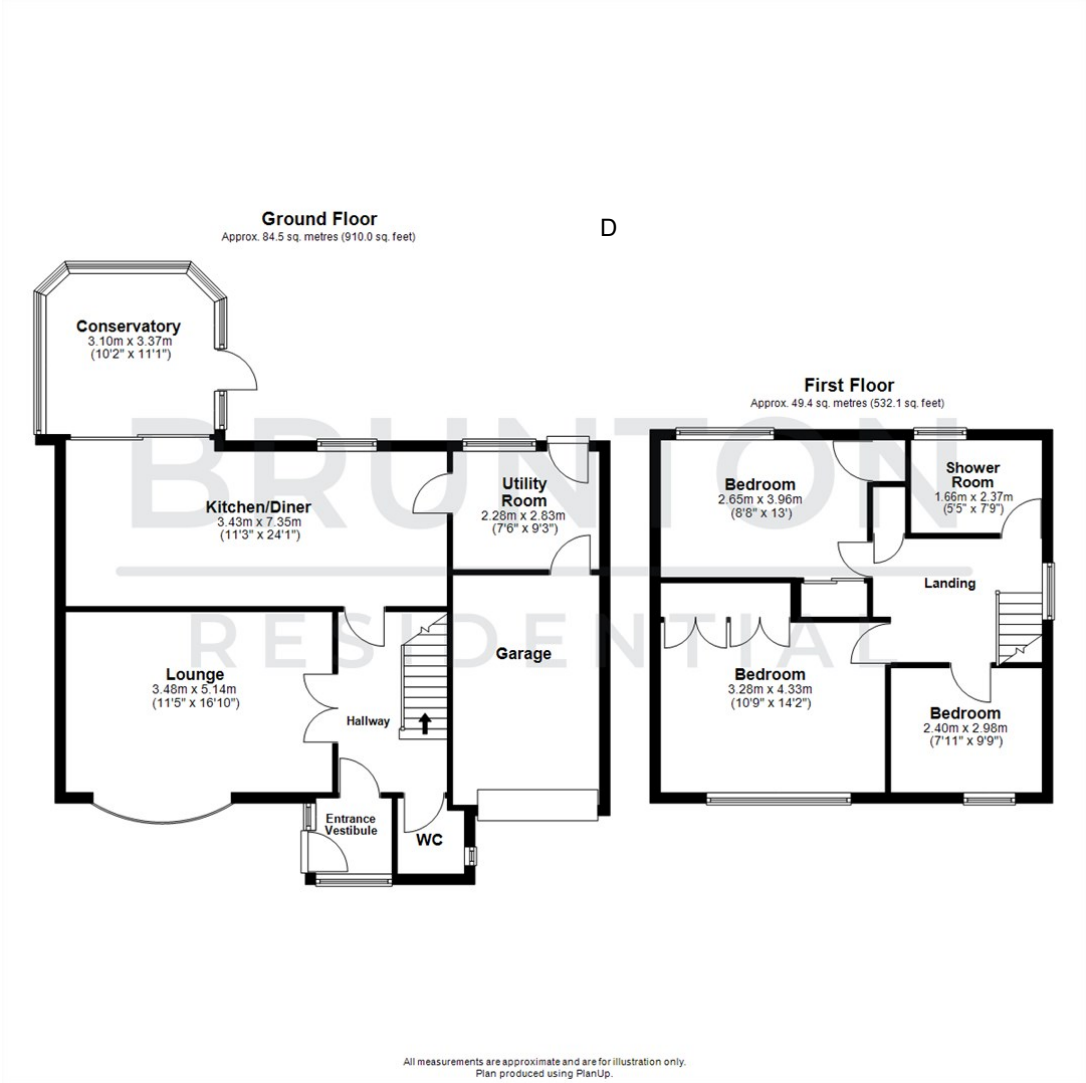 Ground Floor
Approx. 84.5 sq. metres (910.0 sq. feet)
D
Conservatory
3.10m x 3.37m
(10'2" x 11'1")
First Floor
Approx. 49.4 sq. metres (532.1 sq. feet)
BRUNTON
RESIDENTIAL
Kitchen/Diner
3.43m x 7.35m
(11'3" x 24'1")
Utility
Room
2.28m x 2.83m
(7'6" x 9'3")
Bedroom
2.65m x 3.96m
(8'8" x 13')
Shower
Room
1.66m x 2.37m
(5'5" x 7'9")
Landing
Lounge
3.48m x 5.14m
(11'5" x 16'10")
Hallway
Garage
Bedroom
3.28m x 4.33m
(10'9" x 14'2")
Bedroom
2.40m x 2.98m
(7'11" x 9'9")
Entrance
Vestibule
WC
All measurements are approximate and are for illustration only.
Plan produced using PlanUp.